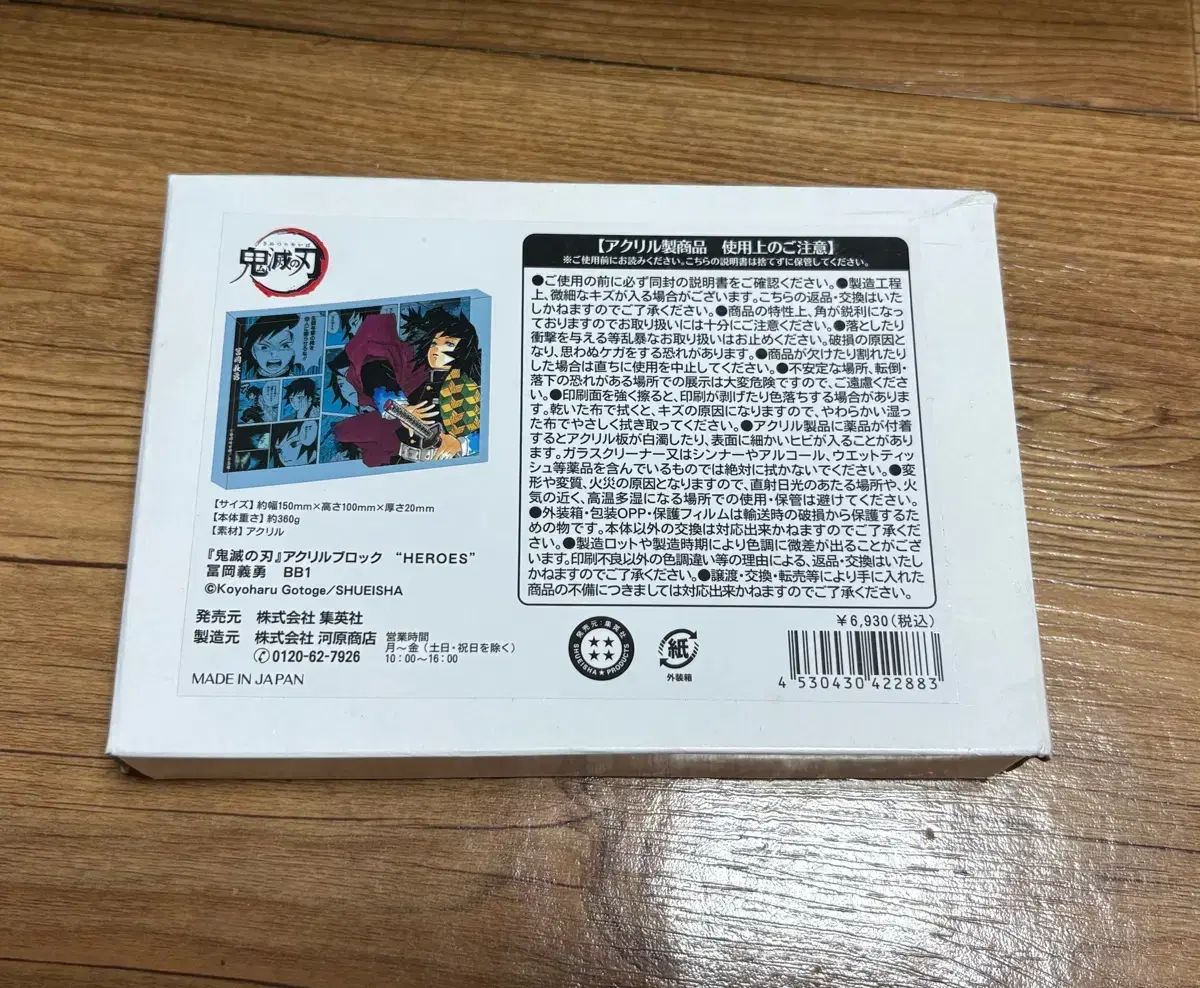 きめつのやいば
鬼滅の刃
冨岡義勇
【サイズ】約幅150mm×高さ100mm×厚さ20mm
【本体重さ】約360g
【素材】アクリル
『鬼滅の刃』アクリルブロック “HEROES”
冨岡義勇 BB1
©Koyoharu Gotoge/SHUEISHA
発売元 株式会社 集英社
製造元 株式会社 河原商店
0120-62-7926
営業時間
月～金（土日・祝日を除く）
10：00～16：00
MADE IN JAPAN
【アクリル製商品 使用上のご注意】
※ご使用前にお読みください。こちらの説明書は捨てずに保管してください。
●ご使用の前に必ず同封の説明書をご確認ください。●製造工程
上、微細なキズが入る場合がございます。こちらの返品・交換はいた
しかねますのでご了承ください。●商品の特性上、角が鋭利になっ
ておりますのでお取り扱いには十分にご注意ください。●落としたり
衝撃を与える等乱暴なお取り扱いはお止めください。破損の原因と
なり、思わぬケガをする恐れがあります。●商品が欠けたり割れたり
した場合は直ちに使用を中止してください。●不安定な場所、転倒・
落下の恐れがある場所での展示は大変危険ですので、ご遠慮くださ
い。●印刷面を強く擦ると、印刷が剥げたり色落ちする場合がありま
す。乾いた布で拭くと、キズの原因になりますので、やわらかい湿っ
た布でやさしく拭き取ってください。●アクリル製品に薬品が付着
するとアクリル板が白濁したり、表面に細かいヒビが入ることがあり
ます。ガラスクリーナー又はシンナーやアルコール、ウエットティッ
シュ等薬品を含んでいるものでは絶対に拭かないでください。●変
形や変質、火災の原因となりますので、直射日光のあたる場所や、火
気の近く、高温多湿になる場所での使用・保管は避けてください。
●外装箱・包装OPP・保護フィルムは輸送時の破損から保護するた
めの物です。本体以外の交換は対応出来かねますのでご了承くだ
さい。●製造ロットや製造時期により色調に微差が出ることがござ
います。印刷不良以外の色調違い等の理由による、返品・交換はいたし
かねますのでご了承ください。●譲渡・交換・転売等により手に入れた
商品の不備につきましては対応出来かねますのでご了承ください。
発売元：集英社
SHUEISHA★PRODUCTS
紙
外装箱
￥6,930(税込)
4 530430 422883